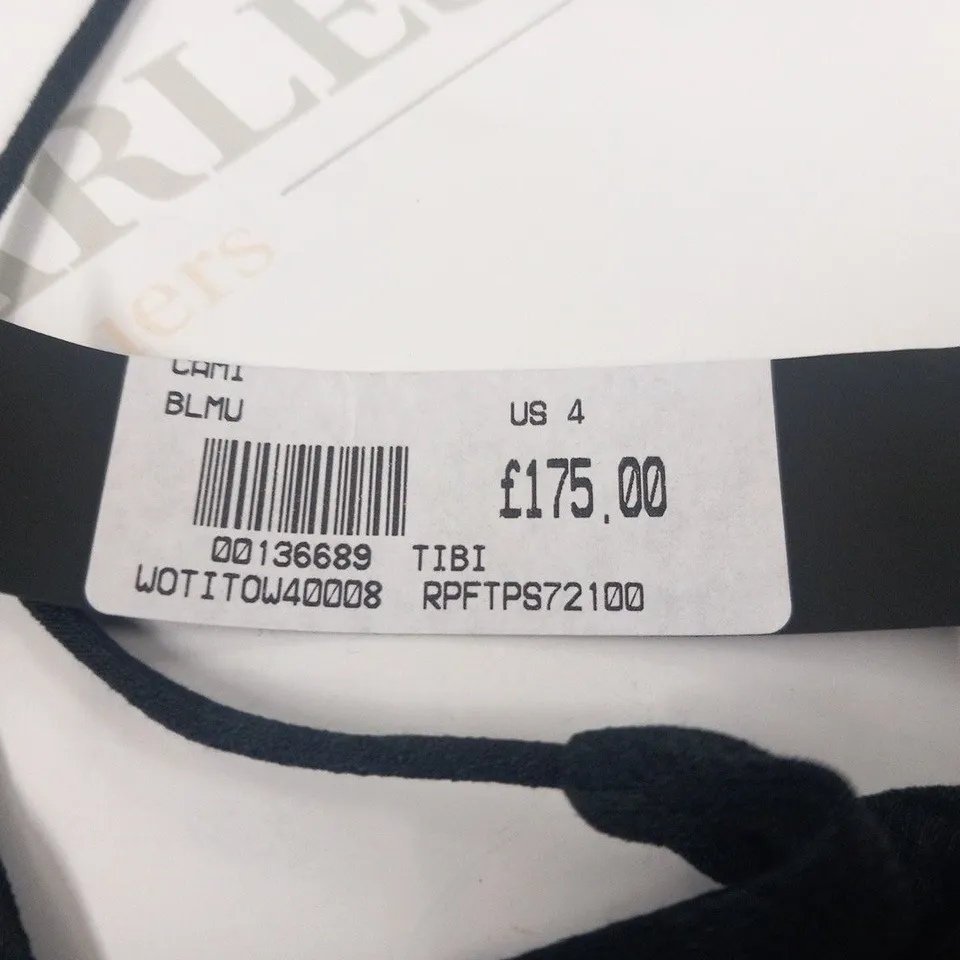 CAMI
BLMU US 4
£175.00
00136689 TIBI
WOTITOW40008 RPFTPS72100